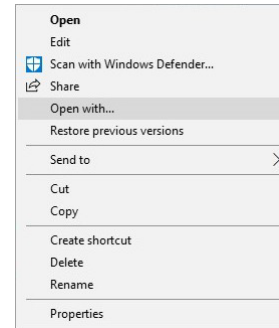 Open
Edit
Scan with Windows Defender...
Share
Open with...
Restore previous versions
Send to
Cut
Copy
Create shortcut
Delete
Rename
Properties